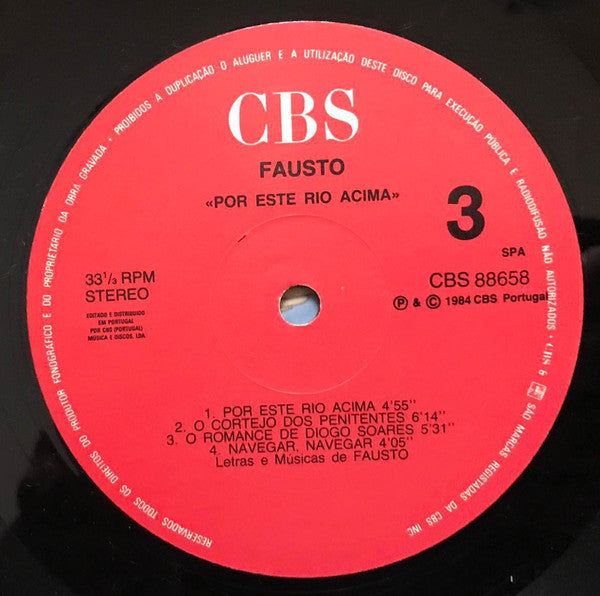 PROIBIDOS A DUPLICAÇÃO O ALUGUER E A UTILIZAÇÃO DESTE DISCO PARA EXECUÇÃO PÚBLICA E RADIODIFUSÃO NÃO AUTORIZADOS • CBS & SÃO MARCAS REGISTADAS DA CBS INC
CBS
FAUSTO
«POR ESTE RIO ACIMA»
3
SPA
33 1/3 RPM
STEREO
CBS 88658
Ⓟ & © 1984 CBS Portugal
EDITADO E DISTRIBUIDO
EM PORTUGAL
POR CBS (PORTUGAL)
MÚSICA E DISCOS, LDA.
1. POR ESTE RIO ACIMA 4'55''
2. O CORTEJO DOS PENITENTES 6'14''
3. O ROMANCE DE DIOGO SOARES 5'31''
4. NAVEGAR, NAVEGAR 4'05''
Letras e Músicas de FAUSTO
RESERVADOS TODOS OS DIREITOS DO PRODUTOR FONOGRÁFICO E DO PROPRIETÁRIO DA OBRA GRAVADA •